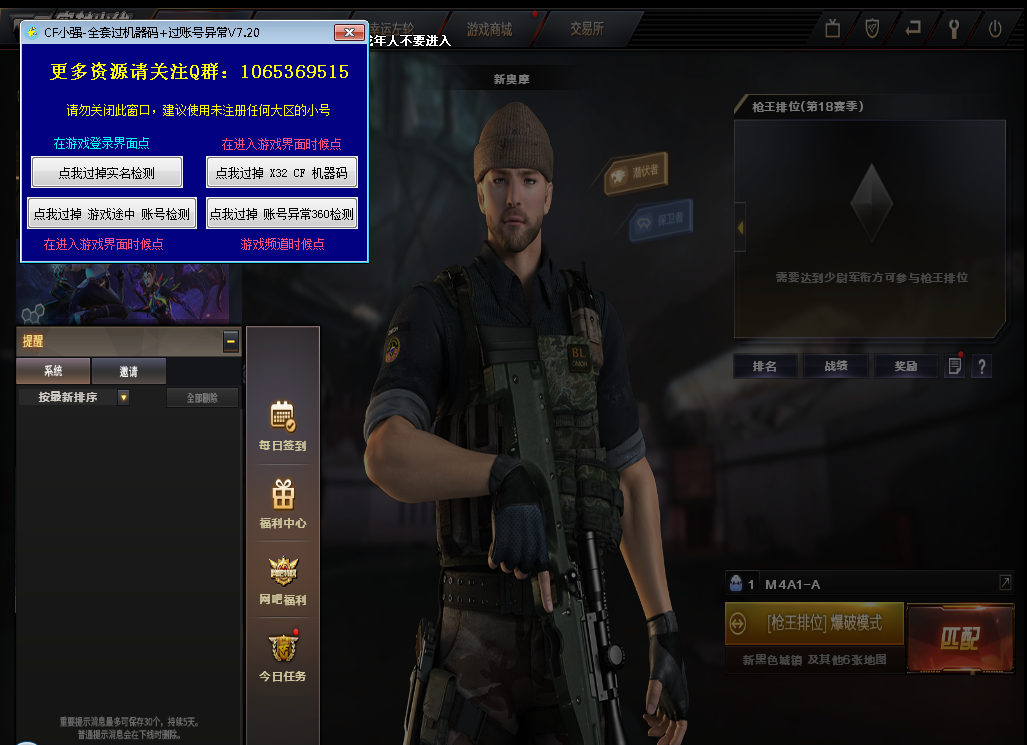 CF小强-全套过机器码+过账号异常V7.20
更多资源请关注Q群：1065369515
请勿关闭此窗口，建议使用未注册任何大区的小号
在游戏登录界面点
在进入游戏界面时候点
点我过掉实名检测
点我过掉 X32 CF 机器码
点我过掉 游戏途中 账号检测
点我过掉 账号异常360检测
在进入游戏界面时候点
游戏频道时候点
幸运左轮
游戏商城
交易所
年人不要进入
新奥摩
潜伏者
保卫者
BL
枪王排位(第18赛季)
需要达到少尉军衔方可参与枪王排位
排名
战绩
奖励
?
提醒
系统
邀请
按最新排序
全部删除
每日签到
福利中心
网吧福利
今日任务
重要提示消息最多可保存30个，持续5天。
普通提示消息会在下线时删除。
1 M4A1-A
[枪王排位] 爆破模式
新黑色城镇 及其他6张地图
匹配